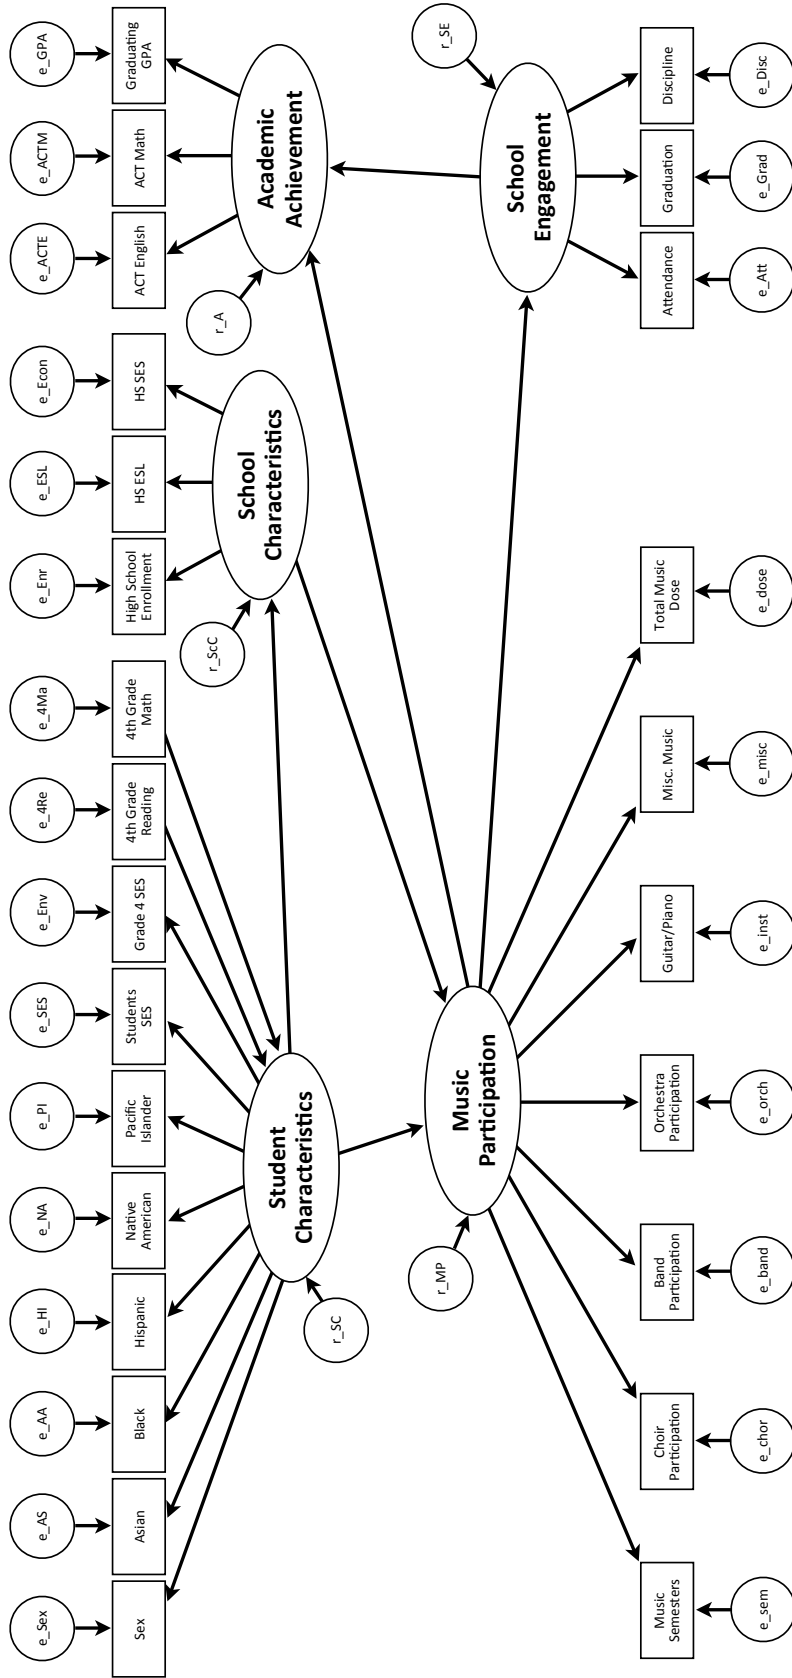 e_Sex
e_AS
e_AA
e_HI
e_NA
e_PI
e_SES
e_Env
e_4Re
e_4Ma
e_Enr
e_ESL
e_Econ
e_ACTE
e_ACTM
e_GPA
Sex
Asian
Black
Hispanic
Native
American
Pacific
Islander
Students
SES
Grade 4 SES
4th Grade
Reading
4th Grade
Math
High School
Enrollment
HS ESL
HS SES
ACT English
ACT Math
Graduating
GPA
r_SC
Student
Characteristics
r_ScC
School
Characteristics
r_A
Academic
Achievement
r_MP
Music
Participation
School
Engagement
r_SE
Music
Semesters
Choir
Participation
Band
Participation
Orchestra
Participation
Guitar/Piano
Misc. Music
Total Music
Dose
Attendance
Graduation
Discipline
e_sem
e_chor
e_band
e_orch
e_inst
e_misc
e_dose
e_Att
e_Grad
e_Disc